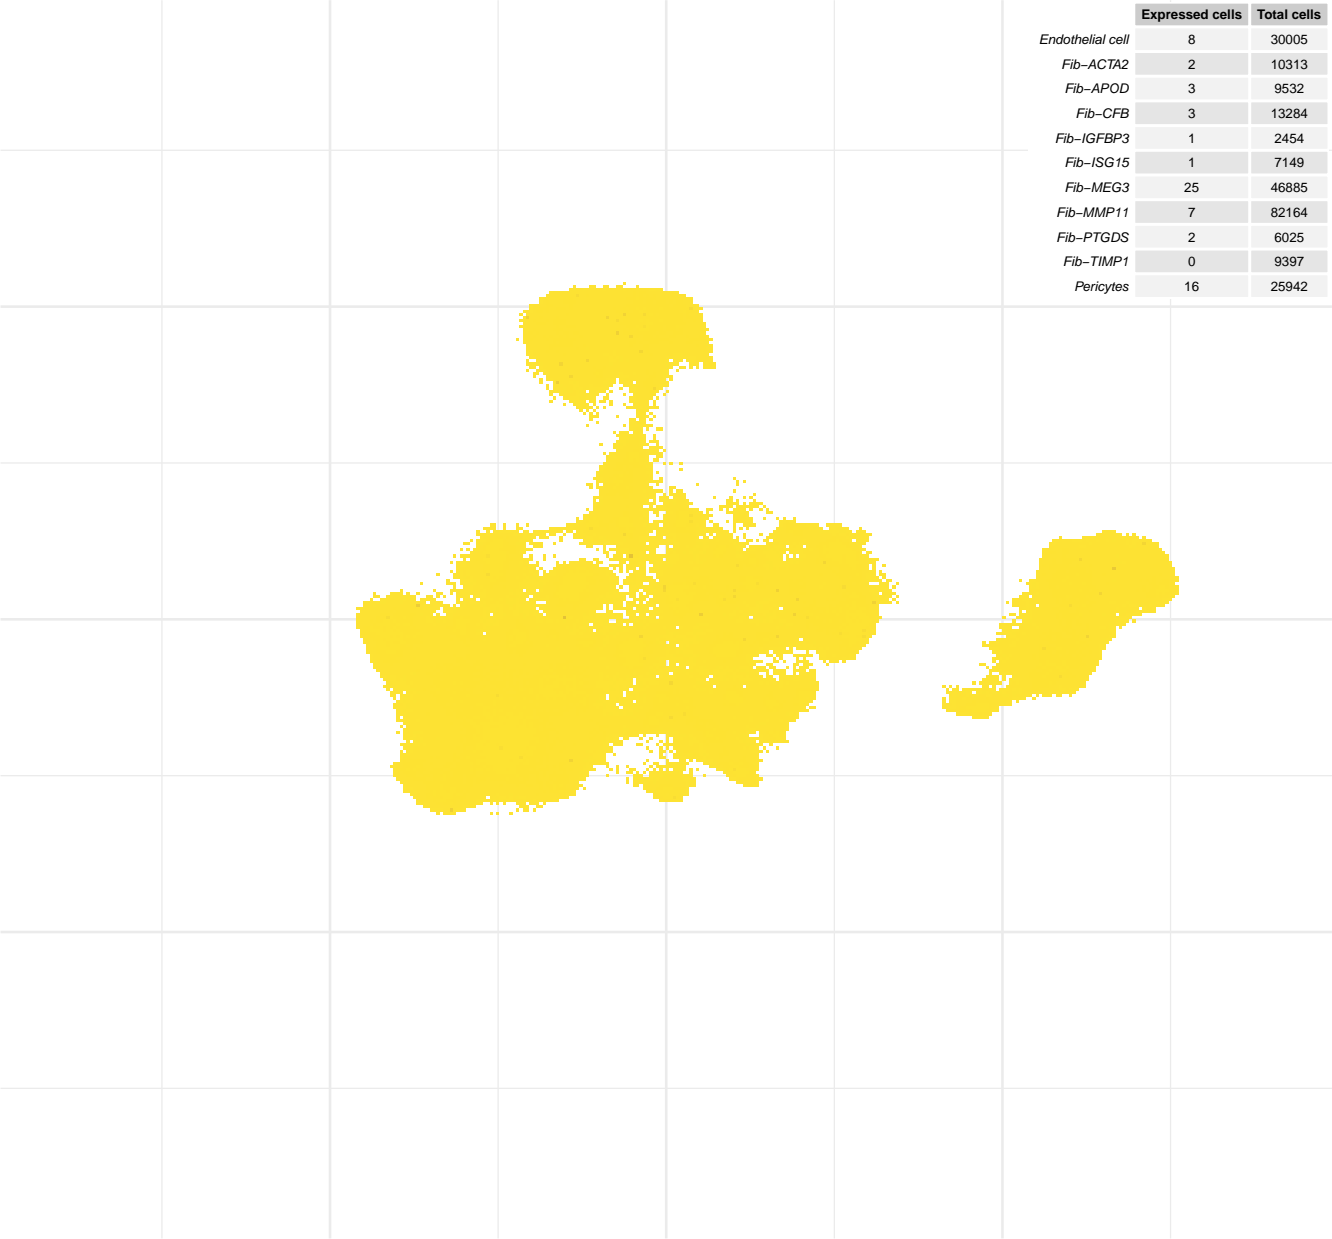 Expressed cells Total cells
Endothelial cell 8 30005
Fib−ACTA2 2 10313
Fib−APOD 3 9532
Fib−CFB 3 13284
Fib−IGFBP3 1 2454
Fib−ISG15 1 7149
Fib−MEG3 25 46885
Fib−MMP11 7 82164
Fib−PTGDS 2 6025
Fib−TIMP1 0 9397
Pericytes 16 25942